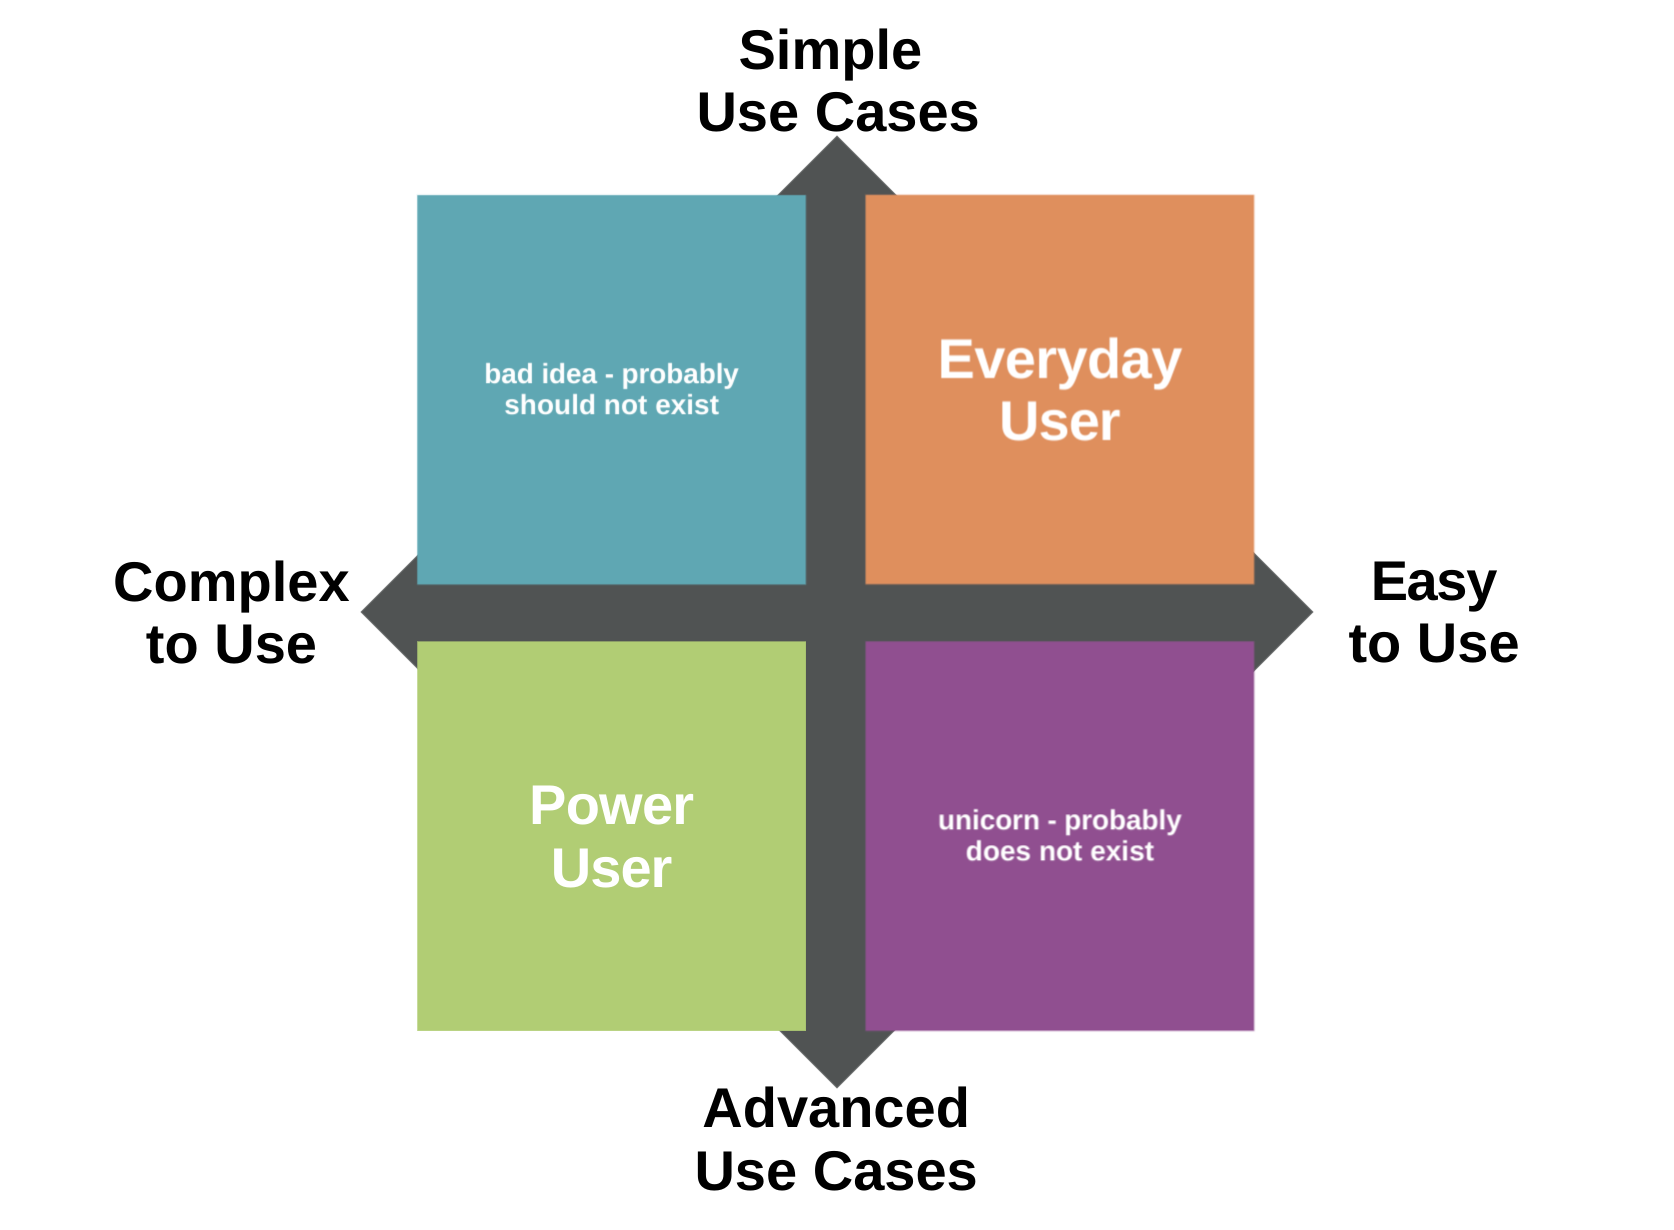 Simple
Use Cases
bad idea - probably
should not exist
Everyday
User
Complex
to Use
Easy
to Use
Power
User
unicorn - probably
does not exist
Advanced
Use Cases